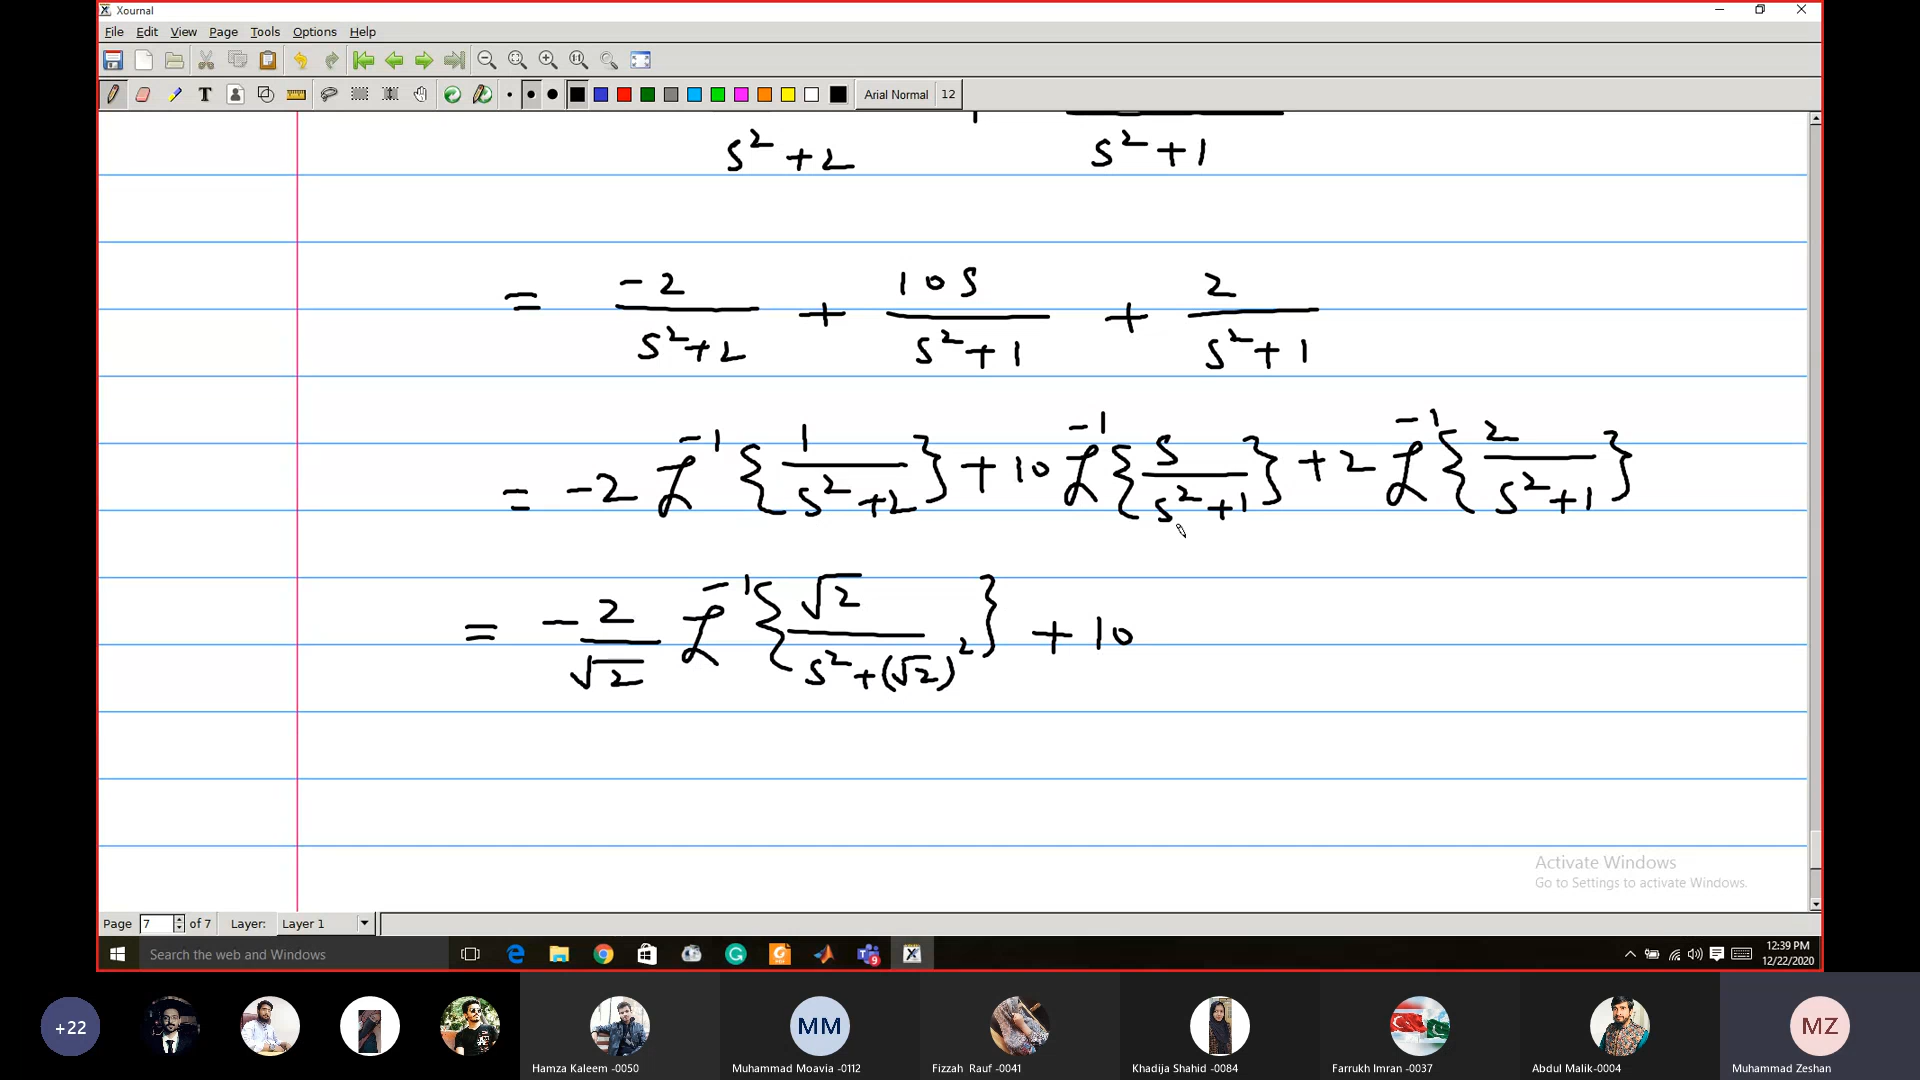 Xournal
File Edit View Page Tools Options Help
Arial Normal 12
s²+2 s²+1
= -2/(s²+2) + 10s/(s²+1) + 2/(s²+1)
= -2 ℒ⁻¹{1/(s²+2)} + 10 ℒ⁻¹{s/(s²+1)} + 2 ℒ⁻¹{2/(s²+1)}
= -2/√2 ℒ⁻¹{√2/(s²+(√2)²)} + 10
Activate Windows
Go to Settings to activate Windows.
Page 7 of 7 Layer: Layer 1
Search the web and Windows
9
12:39 PM
12/22/2020
+22
MM
MZ
Hamza Kaleem -0050
Muhammad Moavia -0112
Fizzah Rauf -0041
Khadija Shahid -0084
Farrukh Imran -0037
Abdul Malik-0004
Muhammad Zeshan